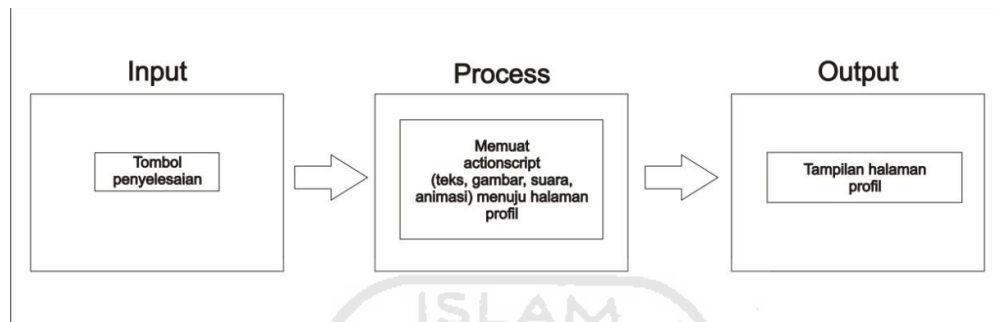 Input
Process
Output
Tombol
penyelesaian
Memuat
actionscript
(teks, gambar, suara,
animasi) menuju halaman
profil
Tampilan halaman
profil
ISLAM